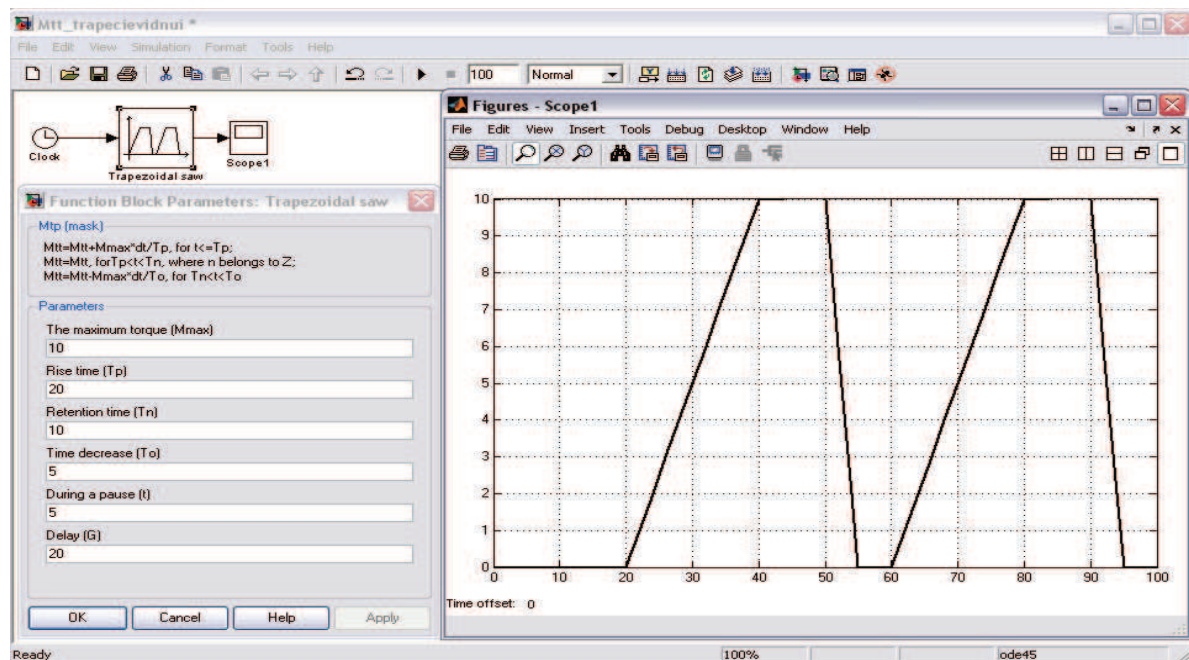 Mtt_trapecievidnui *
File Edit View Simulation Format Tools Help
100 Normal
Clock
Trapezoidal saw
Scope1
Function Block Parameters: Trapezoidal saw
Mtp (mask)
Mtt=Mtt+Mmax*dt/Tp, for t<=Tp;
Mtt=Mtt, forTp<t<Tn, where n belongs to Z;
Mtt=Mtt-Mmax*dt/To, for Tn<t<To
Parameters
The maximum torque (Mmax)
10
Rise time (Tp)
20
Retention time (Tn)
10
Time decrease (To)
5
During a pause (t)
5
Delay (G)
20
OK Cancel Help Apply
Figures - Scope1
File Edit View Insert Tools Debug Desktop Window Help
10
9
8
7
6
5
4
3
2
1
0
0 10 20 30 40 50 60 70 80 90 100
Time offset: 0
Ready 100% ode45